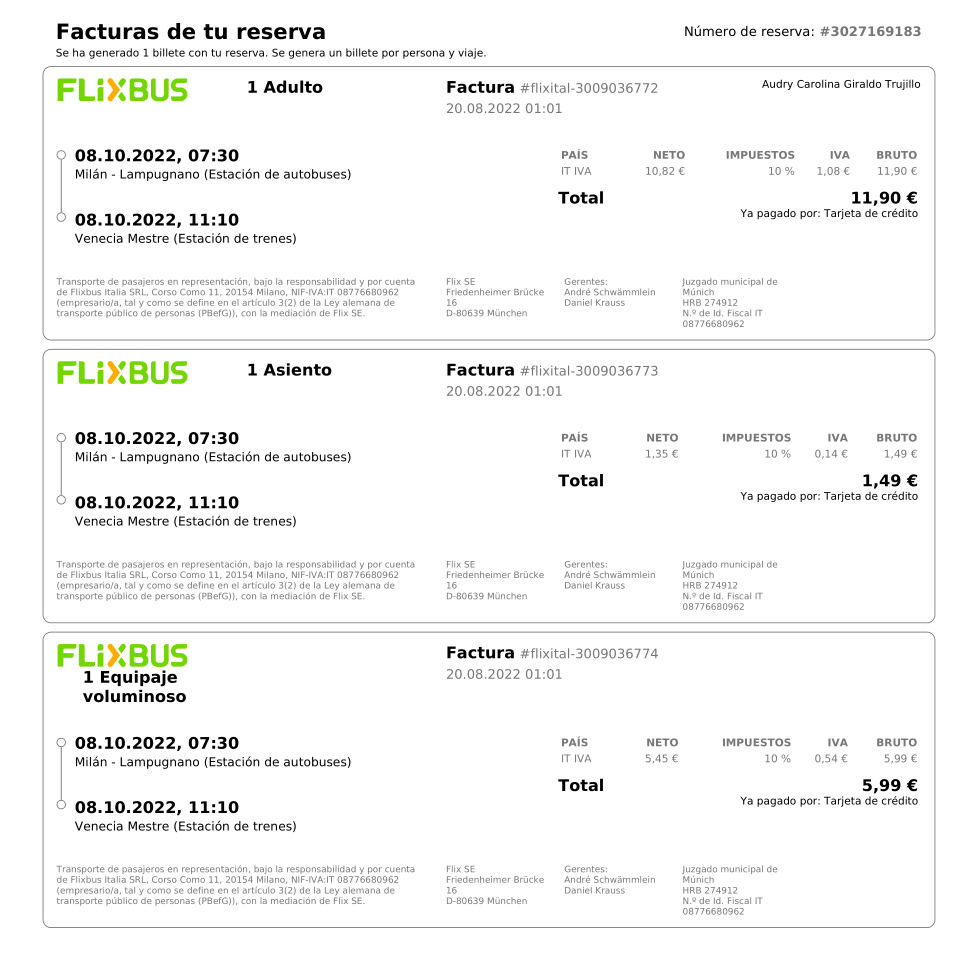 Facturas de tu reserva
Número de reserva: #3027169183
Se ha generado 1 billete con tu reserva. Se genera un billete por persona y viaje.
FLiXBUS
1 Adulto
Factura #flixital-3009036772
Audry Carolina Giraldo Trujillo
20.08.2022 01:01
08.10.2022, 07:30
Milán - Lampugnano (Estación de autobuses)
08.10.2022, 11:10
Venecia Mestre (Estación de trenes)
PAÍS NETO IMPUESTOS IVA BRUTO
IT IVA 10,82 € 10 % 1,08 € 11,90 €
Total 11,90 €
Ya pagado por: Tarjeta de crédito
Transporte de pasajeros en representación, bajo la responsabilidad y por cuenta
de Flixbus Italia SRL, Corso Como 11, 20154 Milano, NIF-IVA:IT 08776680962
(empresario/a, tal y como se define en el artículo 3(2) de la Ley alemana de
transporte público de personas (PBefG)), con la mediación de Flix SE.
Flix SE
Friedenheimer Brücke
16
D-80639 München
Gerentes:
André Schwämmlein
Daniel Krauss
Juzgado municipal de
Múnich
HRB 274912
N.º de Id. Fiscal IT
08776680962
FLiXBUS
1 Asiento
Factura #flixital-3009036773
20.08.2022 01:01
08.10.2022, 07:30
Milán - Lampugnano (Estación de autobuses)
08.10.2022, 11:10
Venecia Mestre (Estación de trenes)
PAÍS NETO IMPUESTOS IVA BRUTO
IT IVA 1,35 € 10 % 0,14 € 1,49 €
Total 1,49 €
Ya pagado por: Tarjeta de crédito
Transporte de pasajeros en representación, bajo la responsabilidad y por cuenta
de Flixbus Italia SRL, Corso Como 11, 20154 Milano, NIF-IVA:IT 08776680962
(empresario/a, tal y como se define en el artículo 3(2) de la Ley alemana de
transporte público de personas (PBefG)), con la mediación de Flix SE.
Flix SE
Friedenheimer Brücke
16
D-80639 München
Gerentes:
André Schwämmlein
Daniel Krauss
Juzgado municipal de
Múnich
HRB 274912
N.º de Id. Fiscal IT
08776680962
FLiXBUS
1 Equipaje
voluminoso
Factura #flixital-3009036774
20.08.2022 01:01
08.10.2022, 07:30
Milán - Lampugnano (Estación de autobuses)
08.10.2022, 11:10
Venecia Mestre (Estación de trenes)
PAÍS NETO IMPUESTOS IVA BRUTO
IT IVA 5,45 € 10 % 0,54 € 5,99 €
Total 5,99 €
Ya pagado por: Tarjeta de crédito
Transporte de pasajeros en representación, bajo la responsabilidad y por cuenta
de Flixbus Italia SRL, Corso Como 11, 20154 Milano, NIF-IVA:IT 08776680962
(empresario/a, tal y como se define en el artículo 3(2) de la Ley alemana de
transporte público de personas (PBefG)), con la mediación de Flix SE.
Flix SE
Friedenheimer Brücke
16
D-80639 München
Gerentes:
André Schwämmlein
Daniel Krauss
Juzgado municipal de
Múnich
HRB 274912
N.º de Id. Fiscal IT
08776680962